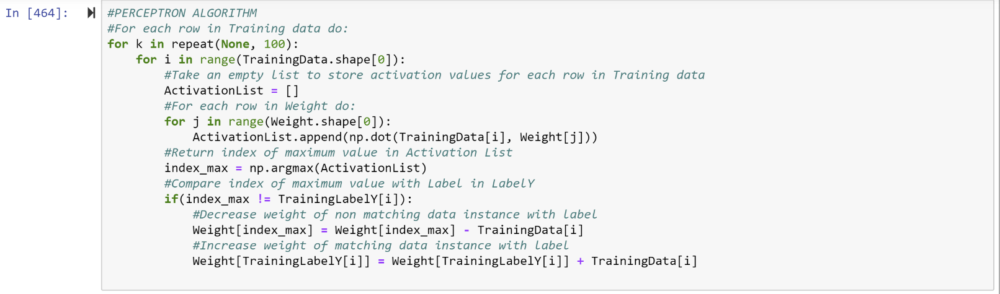 In [464]:
#PERCEPTRON ALGORITHM
#For each row in Training data do:
for k in repeat(None, 100):
    for i in range(TrainingData.shape[0]):
        #Take an empty list to store activation values for each row in Training data
        ActivationList = []
        #For each row in Weight do:
        for j in range(Weight.shape[0]):
            ActivationList.append(np.dot(TrainingData[i], Weight[j]))
        #Return index of maximum value in Activation List
        index_max = np.argmax(ActivationList)
        #Compare index of maximum value with Label in LabelY
        if(index_max != TrainingLabelY[i]):
            #Decrease weight of non matching data instance with label
            Weight[index_max] = Weight[index_max] - TrainingData[i]
            #Increase weight of matching data instance with label
            Weight[TrainingLabelY[i]] = Weight[TrainingLabelY[i]] + TrainingData[i]